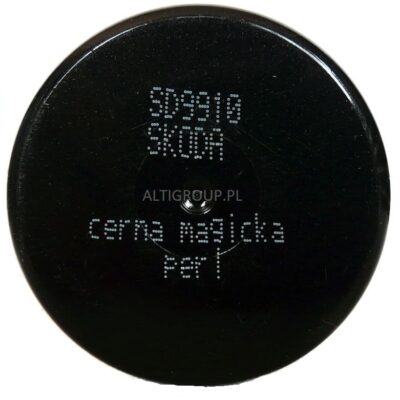 SD9910
SKODA
ALTIGROUP.PL
cerna magicka
perl